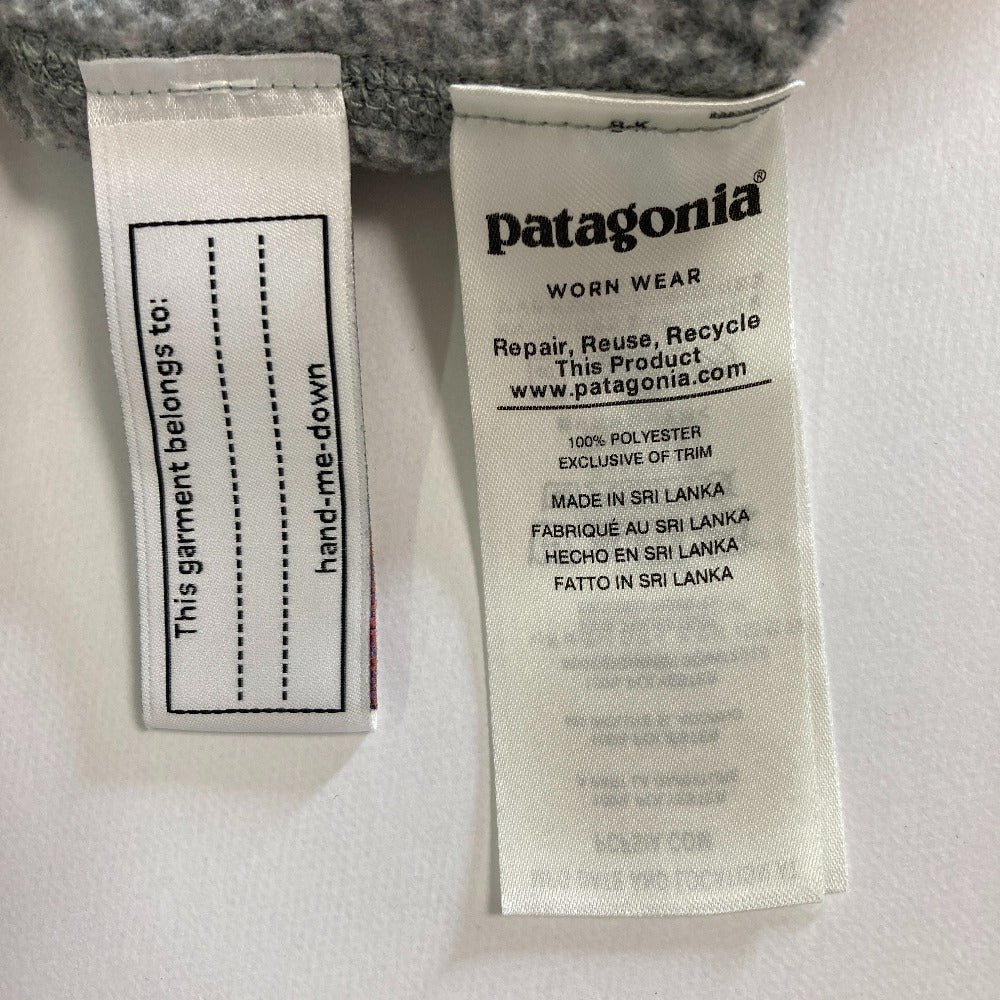 This garment belongs to:
hand-me-down
8-K
patagonia®
WORN WEAR
Repair, Reuse, Recycle
This Product
www.patagonia.com
100% POLYESTER
EXCLUSIVE OF TRIM
MADE IN SRI LANKA
FABRIQUÉ AU SRI LANKA
HECHO EN SRI LANKA
FATTO IN SRI LANKA